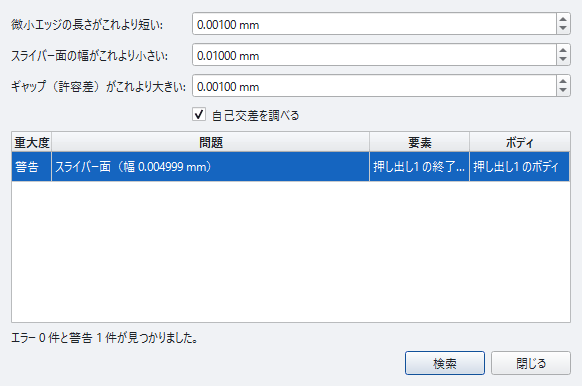 微小エッジの長さがこれより短い: 0.00100 mm
スライバー面の幅がこれより小さい: 0.01000 mm
ギャップ（許容差）がこれより大きい: 0.00100 mm
自己交差を調べる
重大度 問題 要素 ボディ
警告 スライバー面（幅 0.004999 mm） 押し出し1 の終了... 押し出し1 のボディ
エラー 0 件と警告 1 件が見つかりました。
検索 閉じる